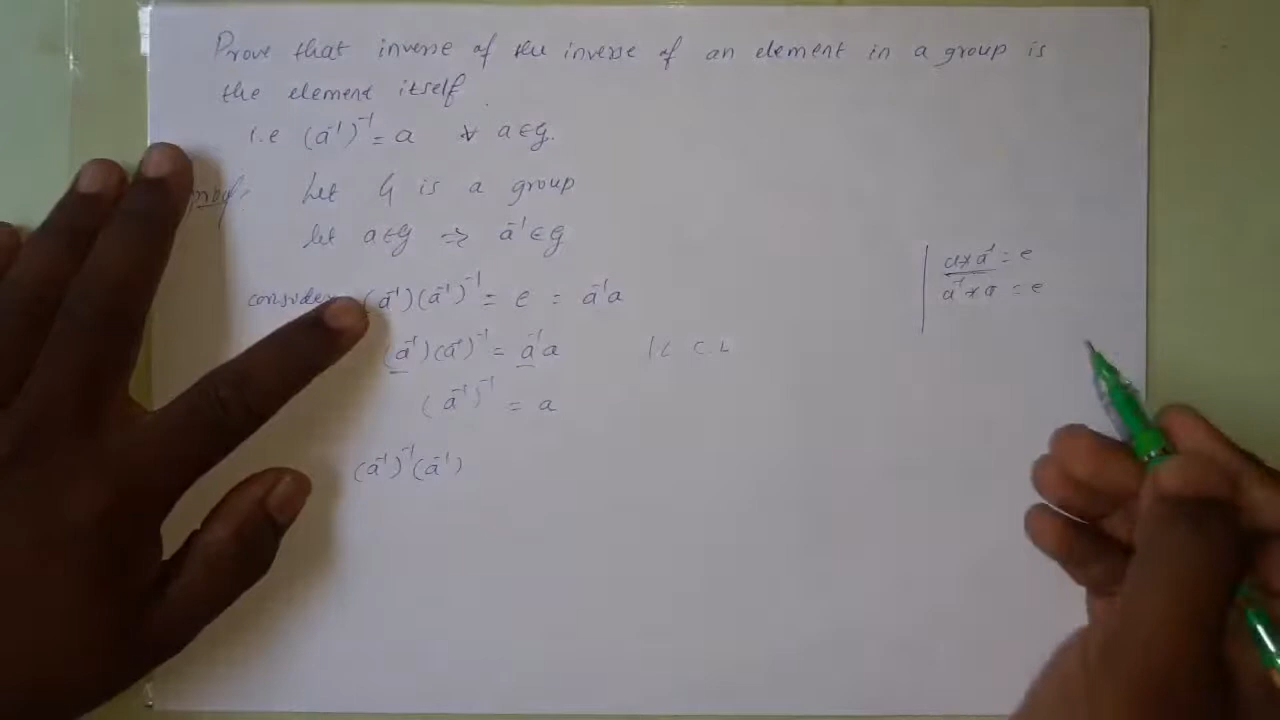 Prove that inverse of the inverse of an element in a group is
the element itself.
i.e (a⁻¹)⁻¹ = a ∀ a∈G.
Proof: Let G is a group
let a∈G ⇒ a⁻¹∈G
consider (a⁻¹)(a⁻¹)⁻¹ = e = a⁻¹a
a*a⁻¹ = e
a⁻¹*a = e
(a⁻¹)(a⁻¹)⁻¹ = a⁻¹a
C.L
(a⁻¹)⁻¹ = a
(a⁻¹)⁻¹(a⁻¹)